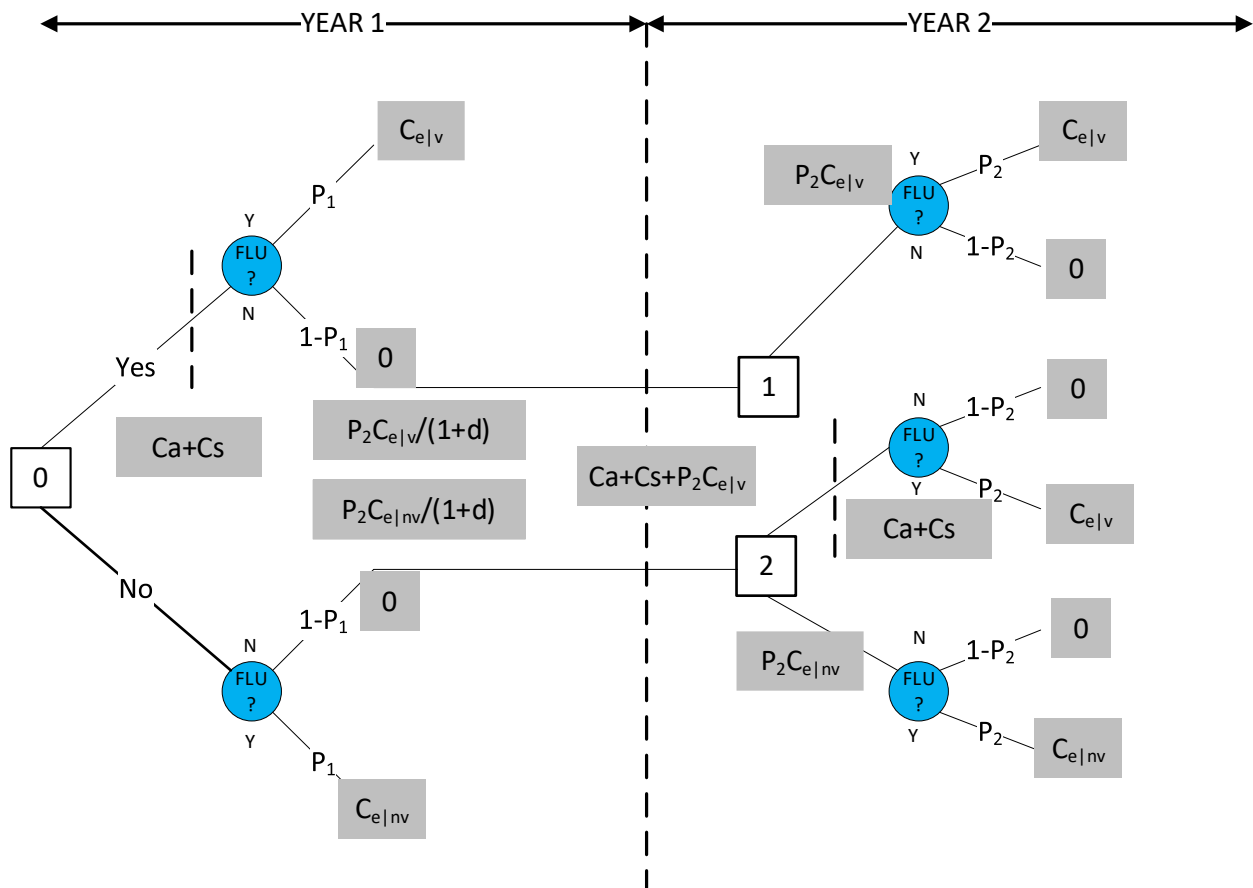 YEAR 1
YEAR 2
Cₑ|ᵥ
P₁
Y
FLU
?
N
1-P₁
0
Yes
Ca+Cs
0
P₂Cₑ|ᵥ/(1+d)
P₂Cₑ|ₙᵥ/(1+d)
No
0
1-P₁
N
FLU
?
Y
P₁
Cₑ|ₙᵥ
Cₑ|ᵥ
P₂
Y
P₂Cₑ|ᵥ
FLU
?
N
1-P₂
0
1
Ca+Cs+P₂Cₑ|ᵥ
0
1-P₂
N
FLU
?
Y
P₂
Cₑ|ᵥ
Ca+Cs
2
P₂Cₑ|ₙᵥ
0
1-P₂
N
FLU
?
Y
P₂
Cₑ|ₙᵥ